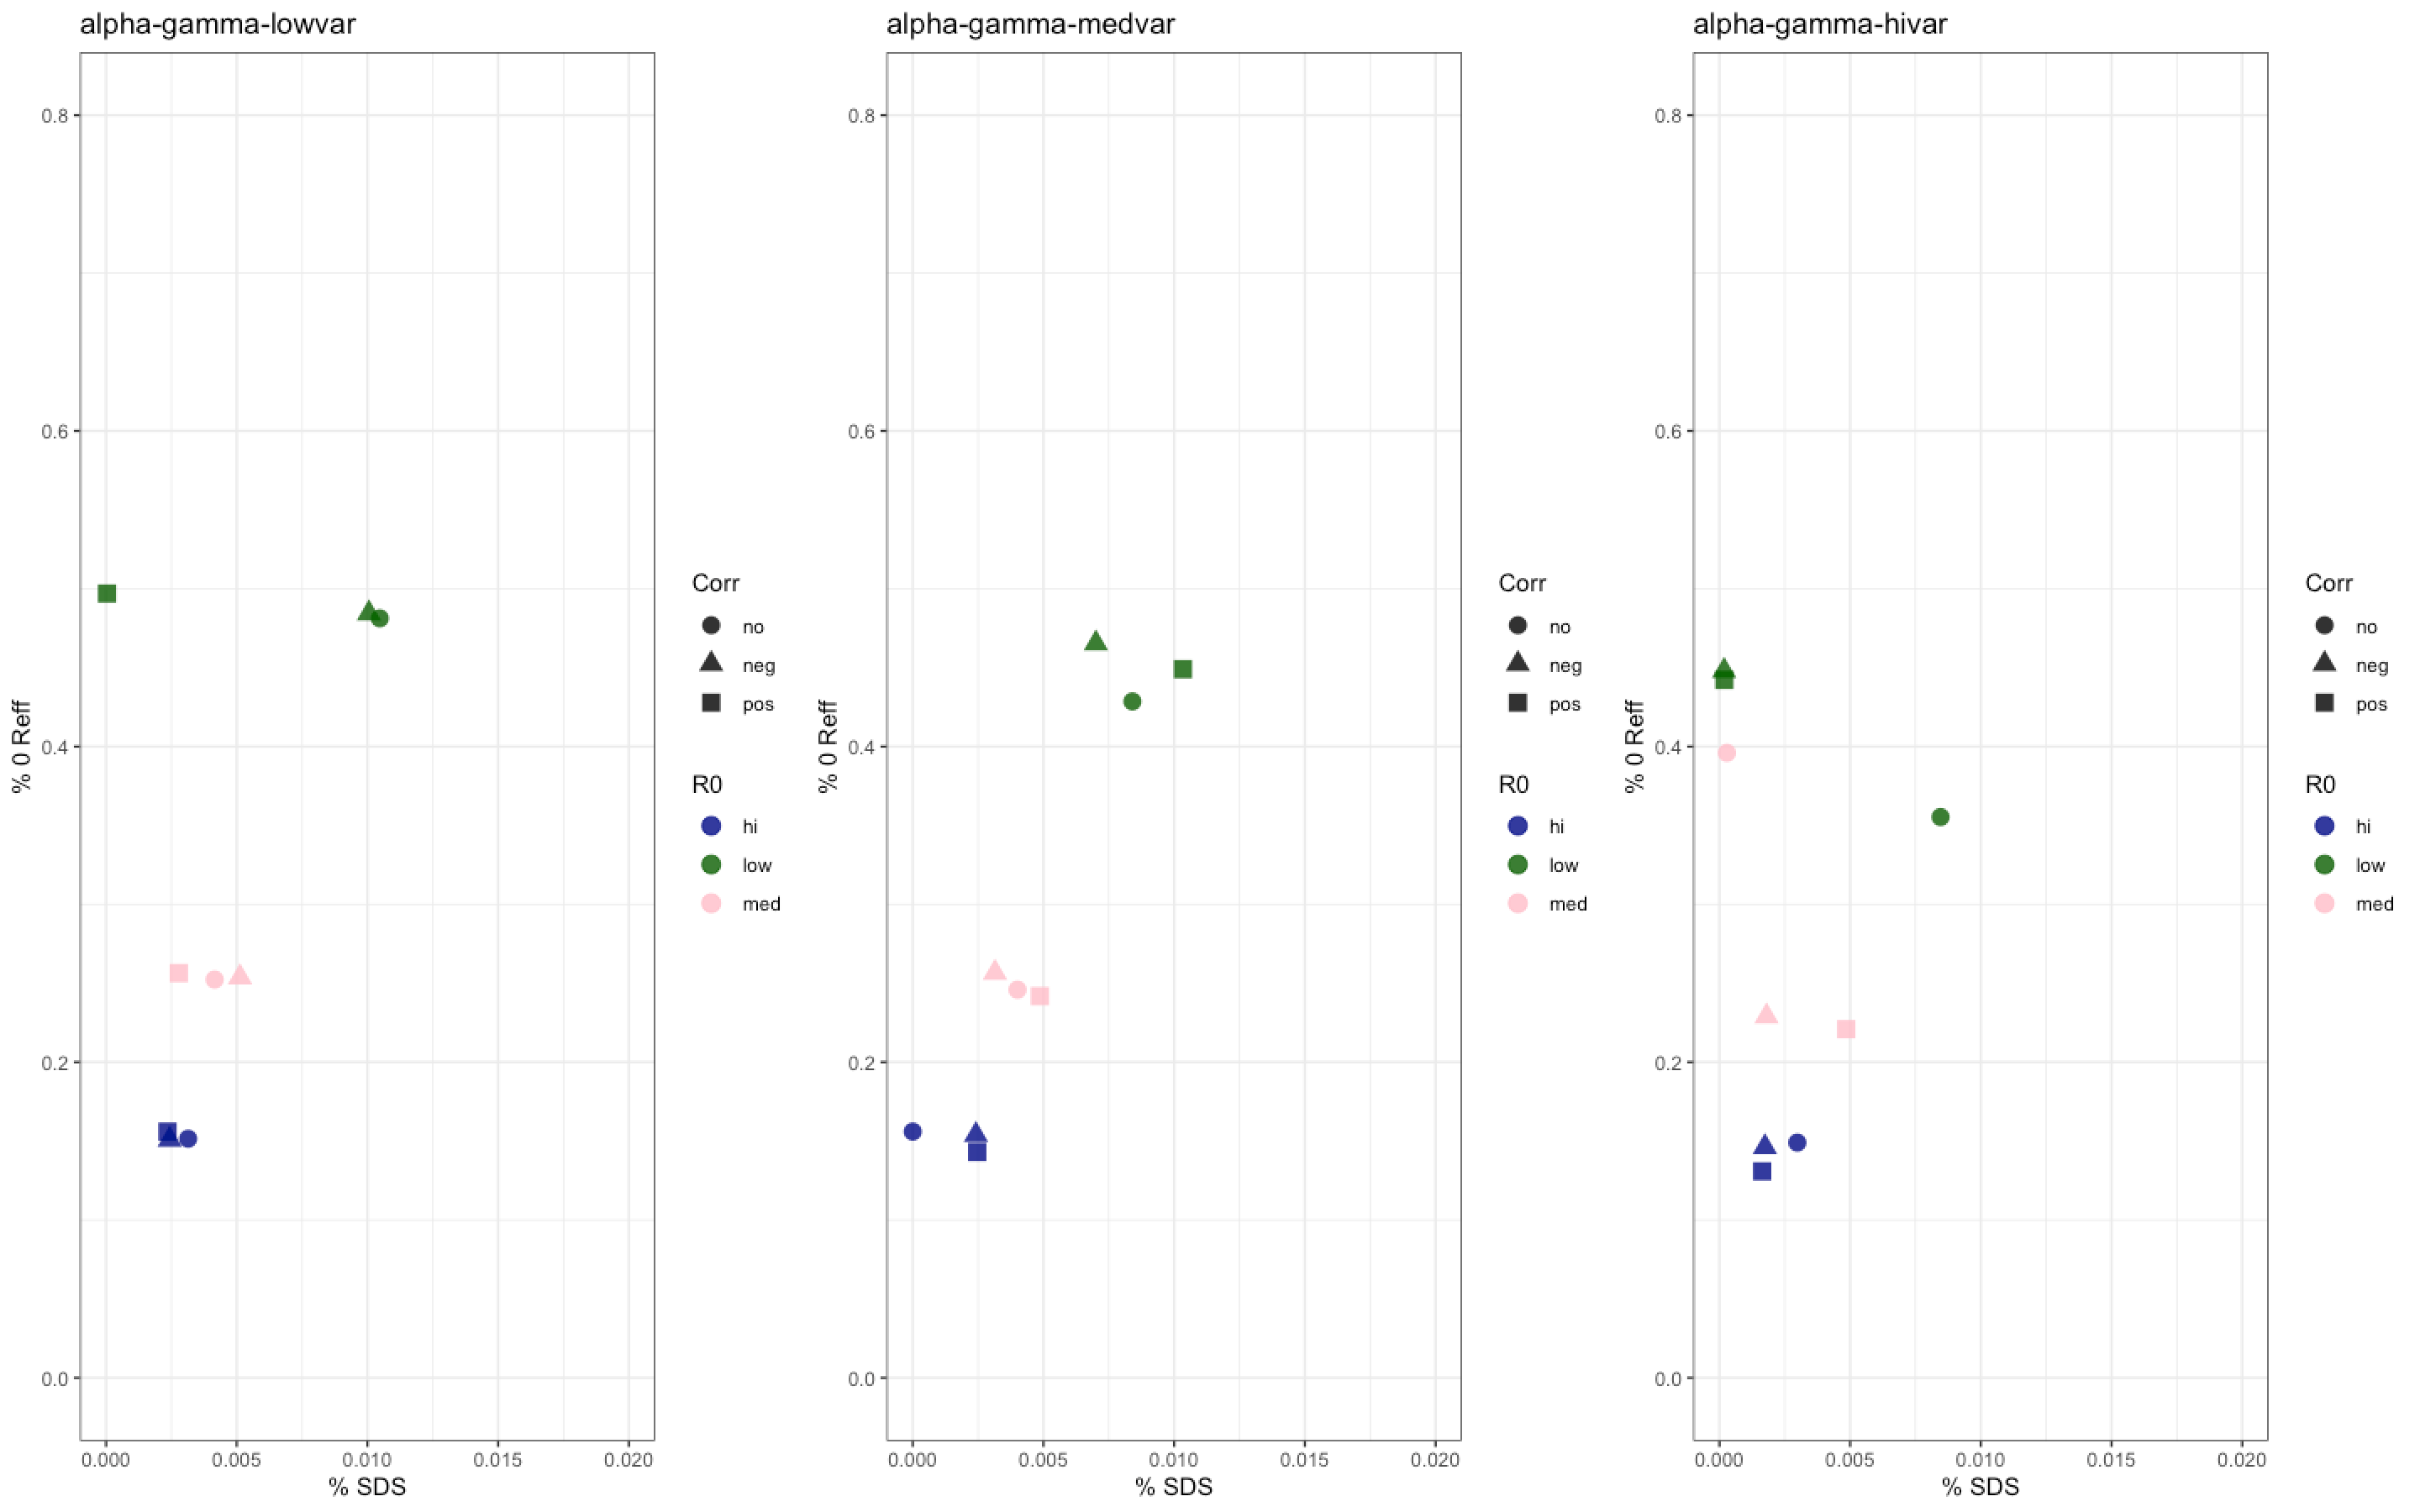 alpha-gamma-lowvar
0.8
0.6
0.4
0.2
0.0
% 0 Reff
0.000 0.005 0.010 0.015 0.020
% SDS
Corr
no
neg
pos
R0
hi
low
med
alpha-gamma-medvar
0.8
0.6
0.4
0.2
0.0
% 0 Reff
0.000 0.005 0.010 0.015 0.020
% SDS
Corr
no
neg
pos
R0
hi
low
med
alpha-gamma-hivar
0.8
0.6
0.4
0.2
0.0
% 0 Reff
0.000 0.005 0.010 0.015 0.020
% SDS
Corr
no
neg
pos
R0
hi
low
med